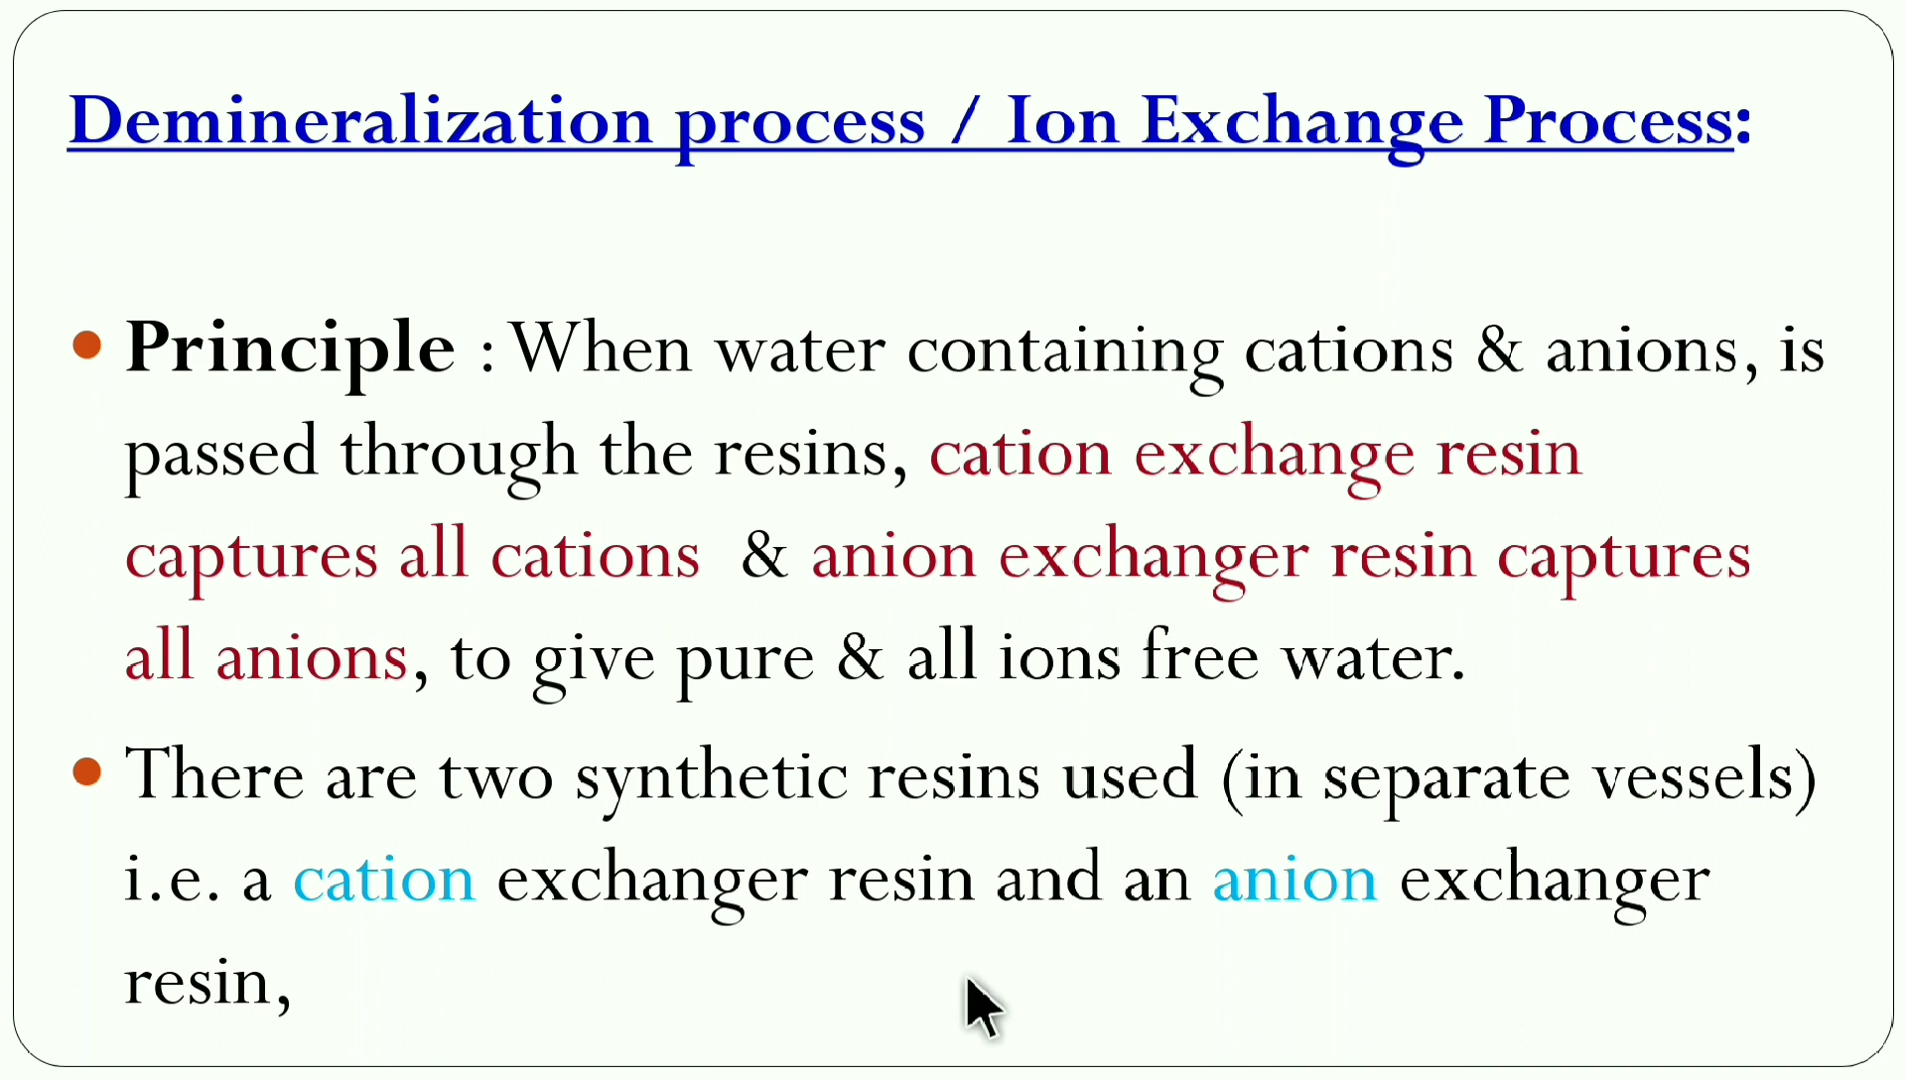 Demineralization process / Ion Exchange Process:
• Principle : When water containing cations & anions, is
passed through the resins, cation exchange resin
captures all cations & anion exchanger resin captures
all anions, to give pure & all ions free water.
• There are two synthetic resins used (in separate vessels)
i.e. a cation exchanger resin and an anion exchanger
resin,